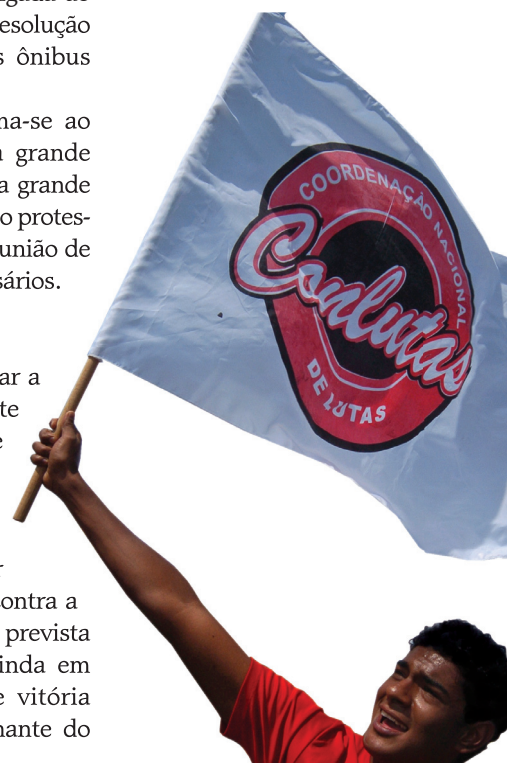 esolução
s ônibus
na-se ao
grande
a grande
o protes-
união de
sários.
ar a
te
e
r
ontra a
prevista
inda em
e vitória
nante do
COORDENAÇÃO NACIONAL
Conlutas
DE LUTAS